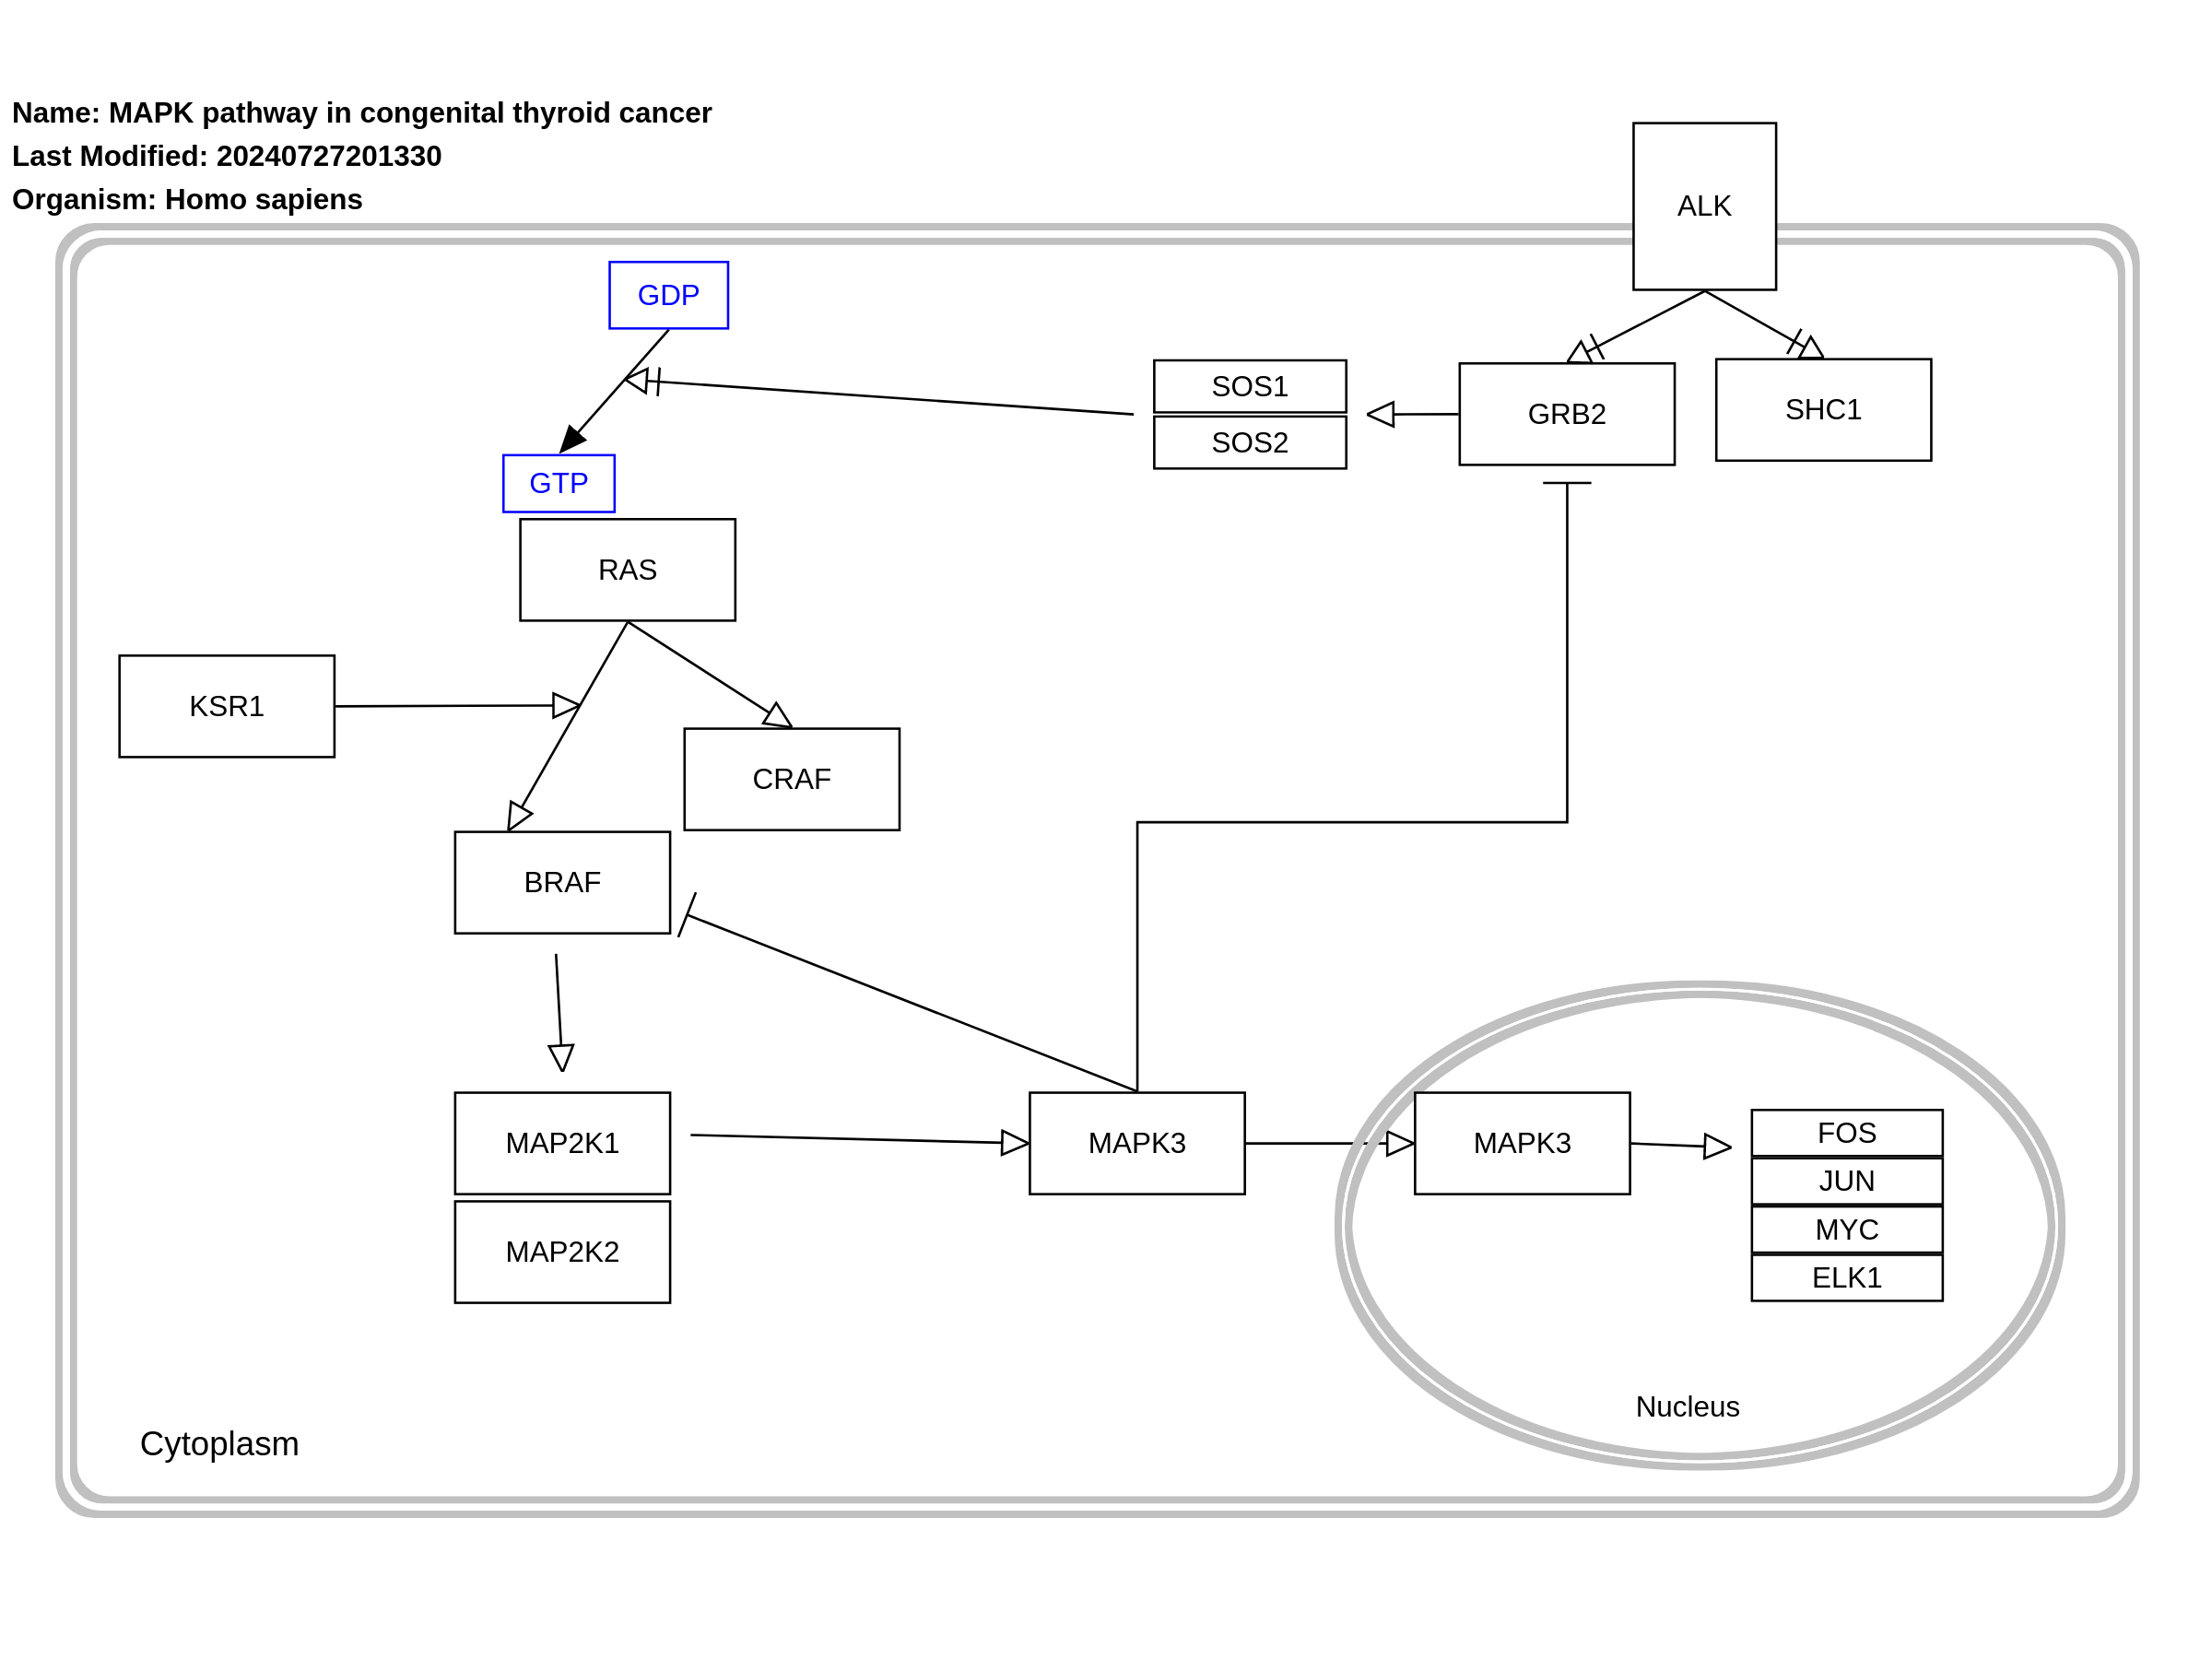 Name: MAPK pathway in congenital thyroid cancer
Last Modified: 20240727201330
Organism: Homo sapiens
ALK
GDP
SOS1
SOS2
GRB2
SHC1
GTP
RAS
KSR1
CRAF
BRAF
MAP2K1
MAP2K2
MAPK3
MAPK3
FOS
JUN
MYC
ELK1
Nucleus
Cytoplasm